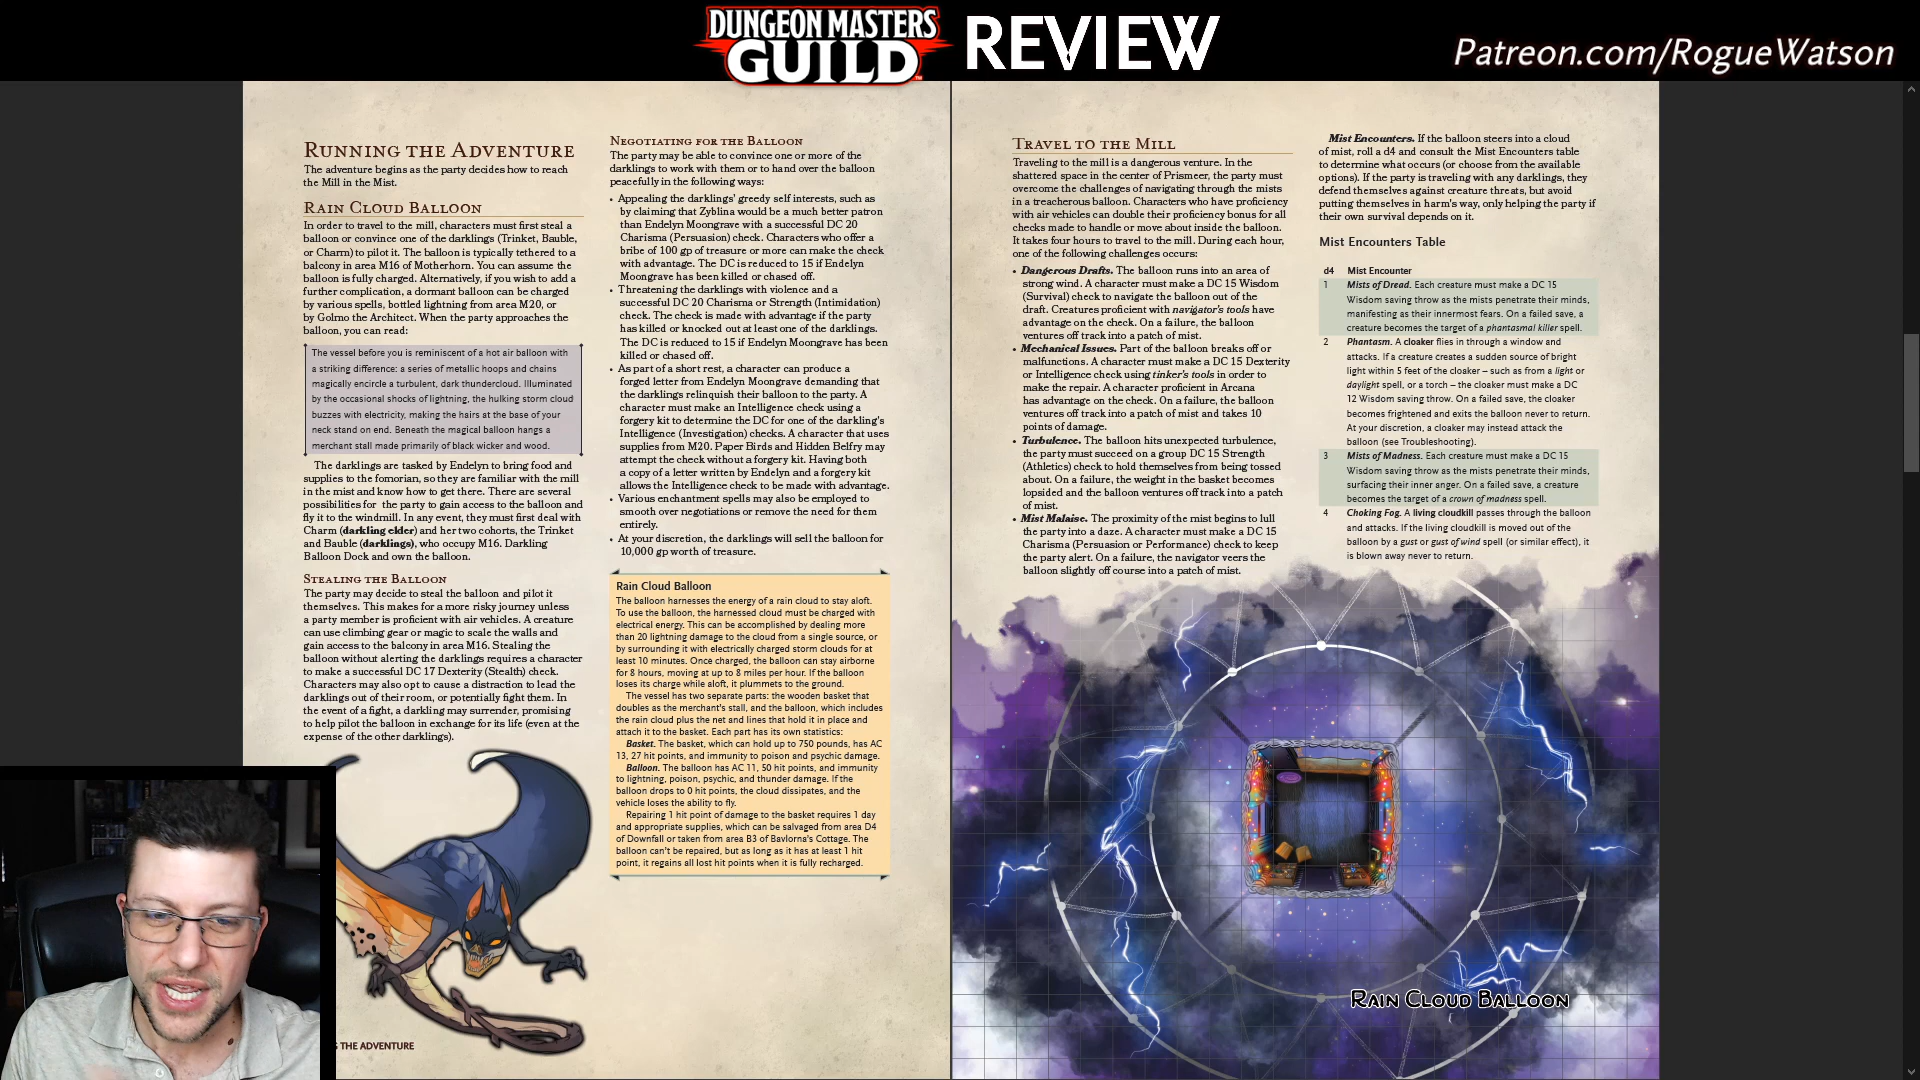 DUNGEON MASTERS
GUILD
REVIEW
Patreon.com/RogueWatson
Running the Adventure
The adventure begins as the party decides how to reach
the Mill in the Mist.
Rain Cloud Balloon
In order to travel to the mill, characters must first steal a
balloon or convince one of the darklings (Trinket, Bauble,
or Charm) to pilot it. The balloon is typically tethered to a
balcony in area M16 of Motherhorn. You can assume the
balloon is fully charged. Alternatively, if you wish to add a
further complication, a dormant balloon can be charged
by various spells, bottled lightning from area M20, or
by Golmo the Architect. When the party approaches the
balloon, you can read:
The vessel before you is reminiscent of a hot air balloon with
a striking difference: a series of metallic hoops and chains
magically encircle a turbulent, dark thundercloud. Illuminated
by the occasional shocks of lightning, the hulking storm cloud
buzzes with electricity, making the hairs at the base of your
neck stand on end. Beneath the magical balloon hangs a
merchant stall made primarily of black wicker and wood.
The darklings are tasked by Endelyn to bring food and
supplies to the fomorian, so they are familiar with the mill
in the mist and know how to get there. There are several
possibilities for the party to gain access to the balloon and
fly it to the windmill. In any event, they must first deal with
Charm (darkling elder) and her two cohorts, the Trinket
and Bauble (darklings), who occupy M16. Darkling
Balloon Dock and own the balloon.
Stealing the Balloon
The party may decide to steal the balloon and pilot it
themselves. This makes for a more risky journey unless
a party member is proficient with air vehicles. A creature
can use climbing gear or magic to scale the walls and
gain access to the balcony in area M16. Stealing the
balloon without alerting the darklings requires a character
to make a successful DC 17 Dexterity (Stealth) check.
Characters may also opt to cause a distraction to lead the
darklings out of their room, or potentially fight them. In
the event of a fight, a darkling may surrender, promising
to help pilot the balloon in exchange for its life (even at the
expense of the other darklings).
THE ADVENTURE
Negotiating for the Balloon
The party may be able to convince one or more of the
darklings to work with them or to hand over the balloon
peacefully in the following ways:
• Appealing the darklings' greedy self interests, such as
by claiming that Zyblina would be a much better patron
than Endelyn Moongrave with a successful DC 20
Charisma (Persuasion) check. Characters who offer a
bribe of 100 gp of treasure or more can make the check
with advantage. The DC is reduced to 15 if Endelyn
Moongrave has been killed or chased off.
• Threatening the darklings with violence and a
successful DC 20 Charisma or Strength (Intimidation)
check. The check is made with advantage if the party
has killed or knocked out at least one of the darklings.
The DC is reduced to 15 if Endelyn Moongrave has been
killed or chased off.
• As part of a short rest, a character can produce a
forged letter from Endelyn Moongrave demanding that
the darklings relinquish their balloon to the party. A
character must make an Intelligence check using a
forgery kit to determine the DC for one of the darkling's
Intelligence (Investigation) checks. A character that uses
supplies from M20. Paper Birds and Hidden Belfry may
attempt the check without a forgery kit. Having both
a copy of a letter written by Endelyn and a forgery kit
allows the Intelligence check to be made with advantage.
• Various enchantment spells may also be employed to
smooth over negotiations or remove the need for them
entirely.
• At your discretion, the darklings will sell the balloon for
10,000 gp worth of treasure.
Rain Cloud Balloon
The balloon harnesses the energy of a rain cloud to stay aloft.
To use the balloon, the harnessed cloud must be charged with
electrical energy. This can be accomplished by dealing more
than 20 lightning damage to the cloud from a single source, or
by surrounding it with electrically charged storm clouds for at
least 10 minutes. Once charged, the balloon can stay airborne
for 8 hours, moving at up to 8 miles per hour. If the balloon
loses its charge while aloft, it plummets to the ground.
The vessel has two separate parts: the wooden basket that
doubles as the merchant's stall, and the balloon, which includes
the rain cloud plus the net and lines that hold it in place and
attach it to the basket. Each part has its own statistics:
Basket. The basket, which can hold up to 750 pounds, has AC
13, 27 hit points, and immunity to poison and psychic damage.
Balloon. The balloon has AC 11, 50 hit points, and immunity
to lightning, poison, psychic, and thunder damage. If the
balloon drops to 0 hit points, the cloud dissipates, and the
vehicle loses the ability to fly.
Repairing 1 hit point of damage to the basket requires 1 day
and appropriate supplies, which can be salvaged from area D4
of Downfall or taken from area B3 of Bavlorna's Cottage. The
balloon can't be repaired, but as long as it has at least 1 hit
point, it regains all lost hit points when it is fully recharged.
Travel to the Mill
Traveling to the mill is a dangerous venture. In the
shattered space in the center of Prismeer, the party must
overcome the challenges of navigating through the mists
in a treacherous balloon. Characters who have proficiency
with air vehicles can double their proficiency bonus for all
checks made to handle or move about inside the balloon.
It takes four hours to travel to the mill. During each hour,
one of the following challenges occurs:
• Dangerous Drafts. The balloon runs into an area of
strong wind. A character must make a DC 15 Wisdom
(Survival) check to navigate the balloon out of the
draft. Creatures proficient with navigator's tools have
advantage on the check. On a failure, the balloon
ventures off track into a patch of mist.
• Mechanical Issues. Part of the balloon breaks off or
malfunctions. A character must make a DC 15 Dexterity
or Intelligence check using tinker's tools in order to
make the repair. A character proficient in Arcana
has advantage on the check. On a failure, the balloon
ventures off track into a patch of mist and takes 10
points of damage.
• Turbulence. The balloon hits unexpected turbulence,
the party must succeed on a group DC 15 Strength
(Athletics) check to hold themselves from being tossed
about. On a failure, the weight in the basket becomes
lopsided and the balloon ventures off track into a patch
of mist.
• Mist Malaise. The proximity of the mist begins to lull
the party into a daze. A character must make a DC 15
Charisma (Persuasion or Performance) check to keep
the party alert. On a failure, the navigator veers the
balloon slightly off course into a patch of mist.
Mist Encounters. If the balloon steers into a cloud
of mist, roll a d4 and consult the Mist Encounters table
to determine what occurs (or choose from the available
options). If the party is traveling with any darklings, they
defend themselves against creature threats, but avoid
putting themselves in harm's way, only helping the party if
their own survival depends on it.
Mist Encounters Table
d4 Mist Encounter
1 Mists of Dread. Each creature must make a DC 15
Wisdom saving throw as the mists penetrate their minds,
manifesting as their innermost fears. On a failed save, a
creature becomes the target of a phantasmal killer spell.
2 Phantasm. A cloaker flies in through a window and
attacks. If a creature creates a sudden source of bright
light within 5 feet of the cloaker – such as from a light or
daylight spell, or a torch – the cloaker must make a DC
12 Wisdom saving throw. On a failed save, the cloaker
becomes frightened and exits the balloon never to return.
At your discretion, a cloaker may instead attack the
balloon (see Troubleshooting).
3 Mists of Madness. Each creature must make a DC 15
Wisdom saving throw as the mists penetrate their minds,
surfacing their inner anger. On a failed save, a creature
becomes the target of a crown of madness spell.
4 Choking Fog. A living cloudkill passes through the balloon
and attacks. If the living cloudkill is moved out of the
balloon by a gust or gust of wind spell (or similar effect), it
is blown away never to return.
Rain Cloud Balloon